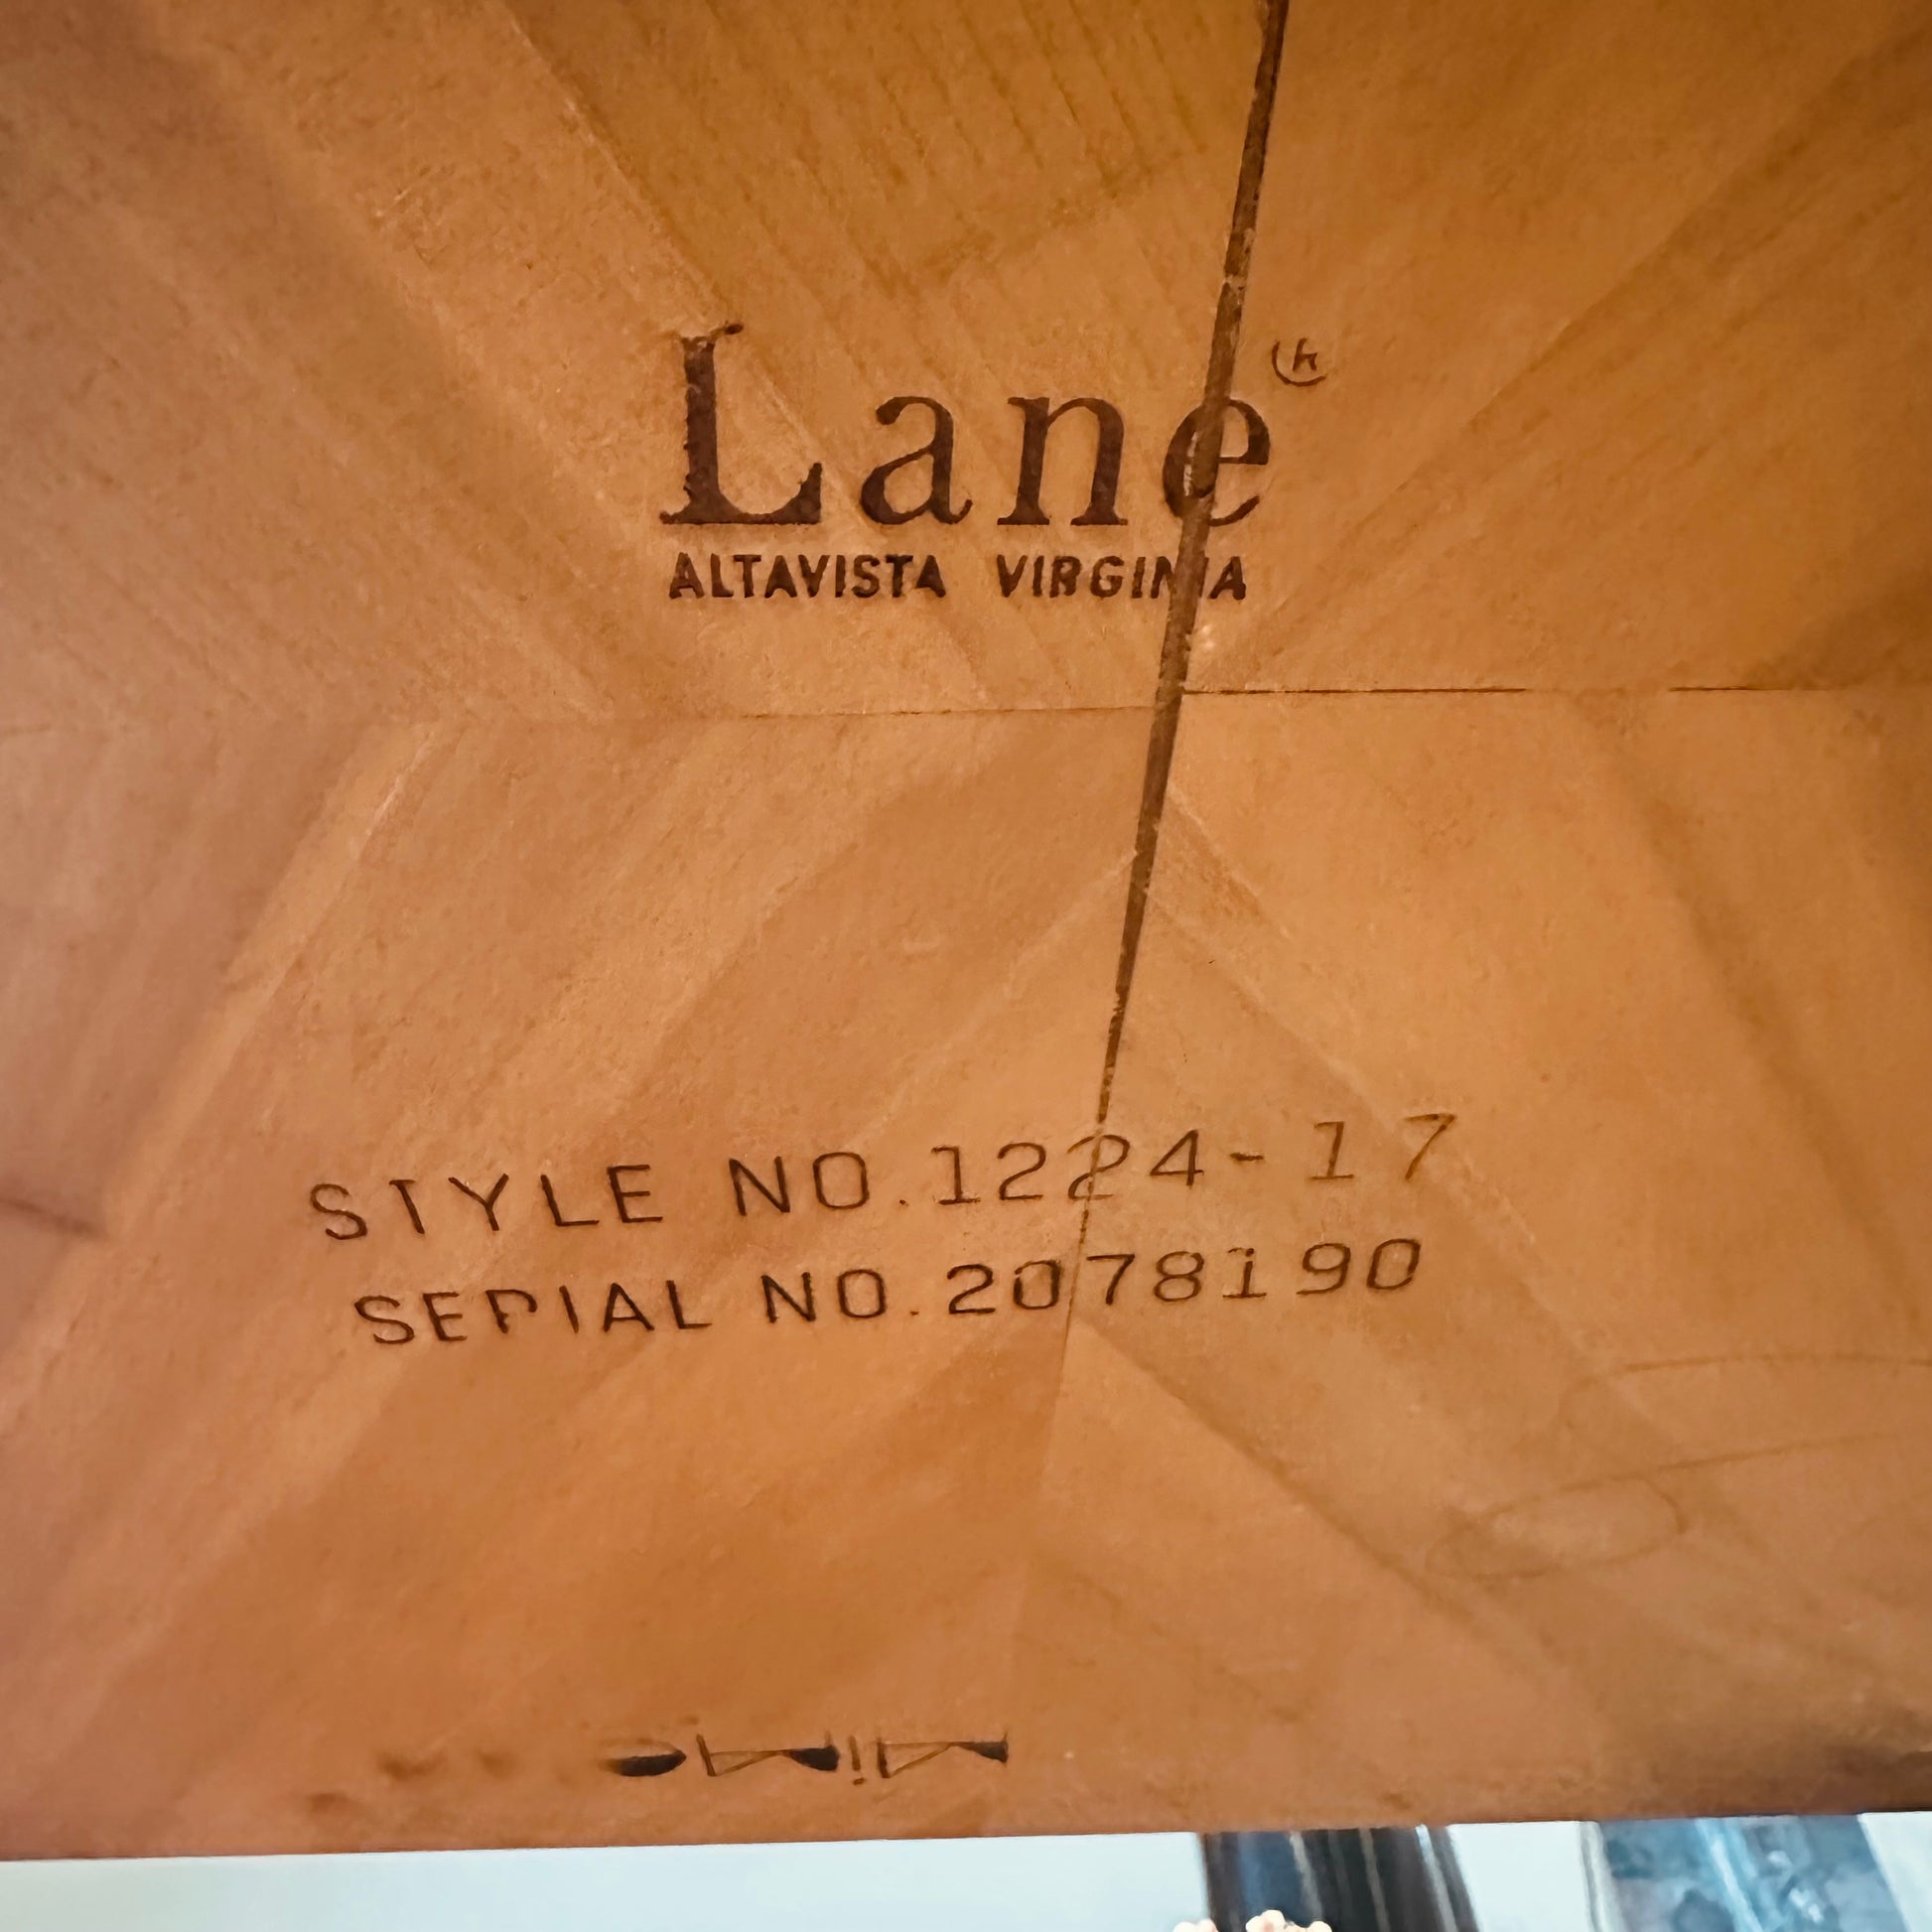 Lane®
ALTAVISTA VIRGINIA
STYLE NO.1224-17
SERIAL NO.2078190